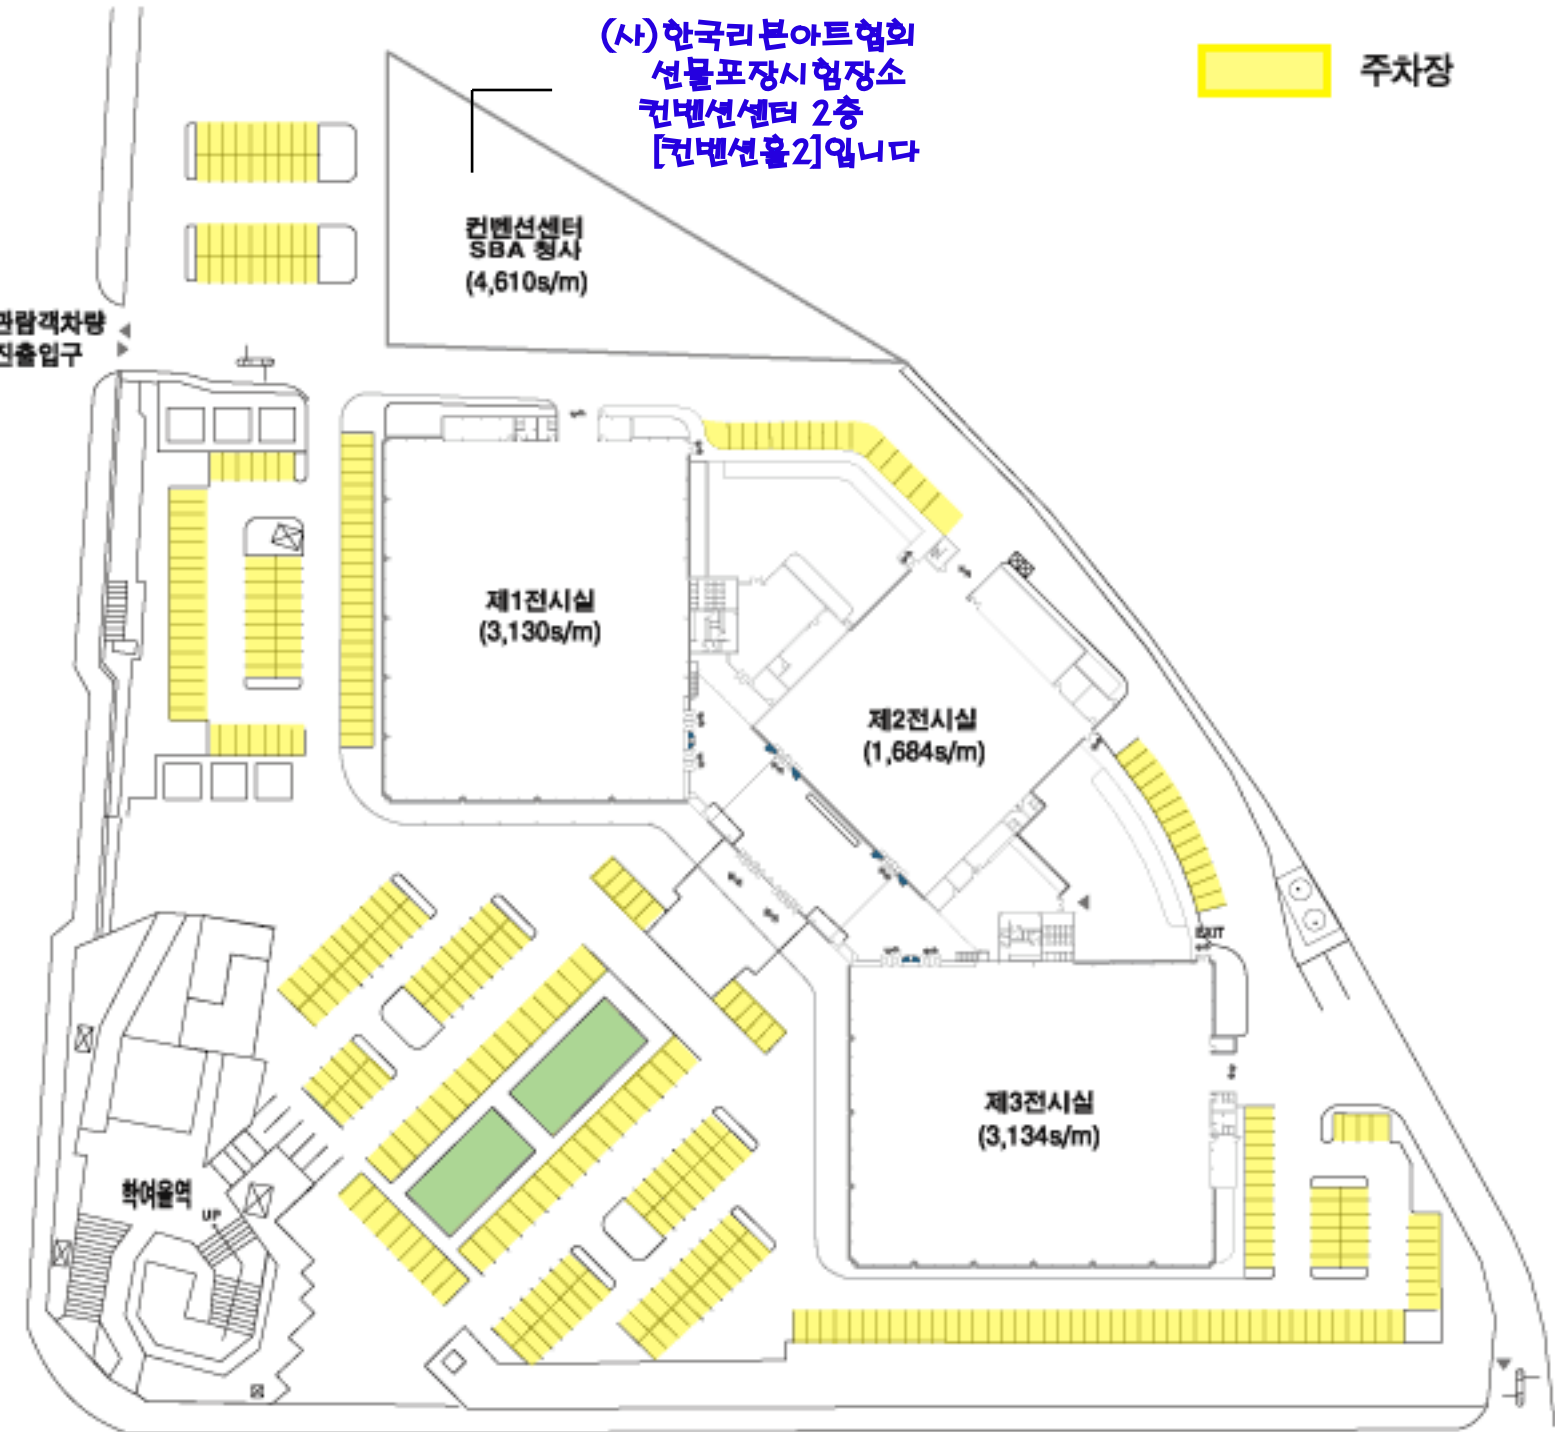 (사)한국리본아트협회
선물포장시험장소
컨벤션센터 2층
[컨벤션홀2]입니다
주차장
컨벤션센터
SBA 청사
(4,610s/m)
관람객차량
진출입구
제1전시실
(3,130s/m)
제2전시실
(1,684s/m)
EXIT
제3전시실
(3,134s/m)
학여울역
UP